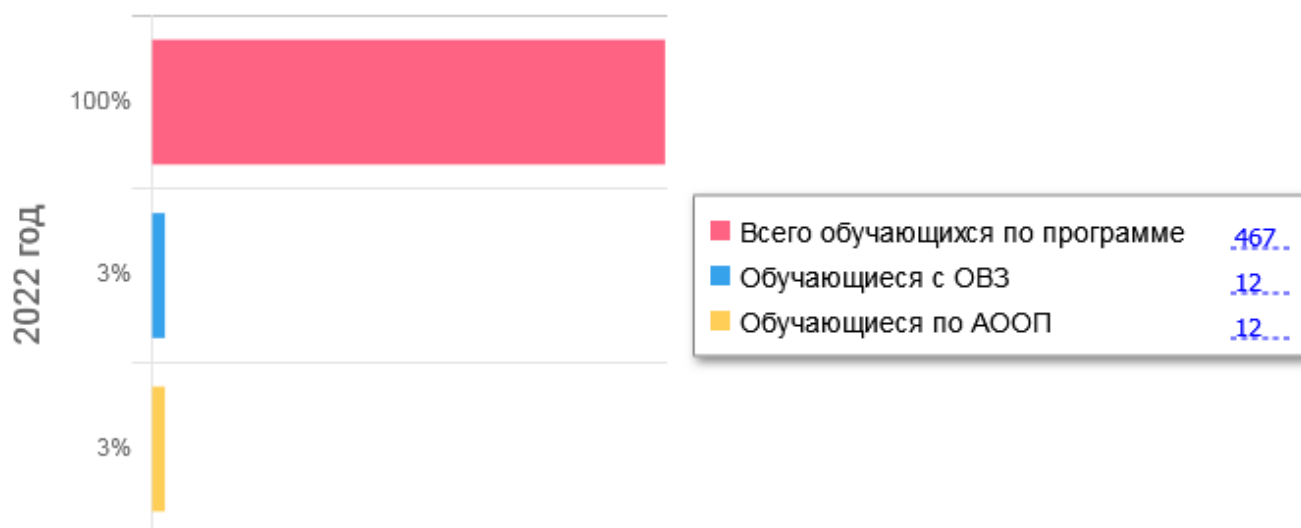 100%
2022 год
3%
3%
Всего обучающихся по программе 467
Обучающиеся с ОВЗ 12
Обучающиеся по АООП 12